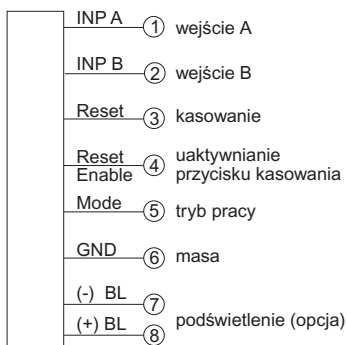 INP A 1 wejście A
INP B 2 wejście B
Reset 3 kasowanie
Reset Enable 4 uaktywnianie przycisku kasowania
Mode 5 tryb pracy
GND 6 masa
(-) BL 7
podświetlenie (opcja)
(+) BL 8